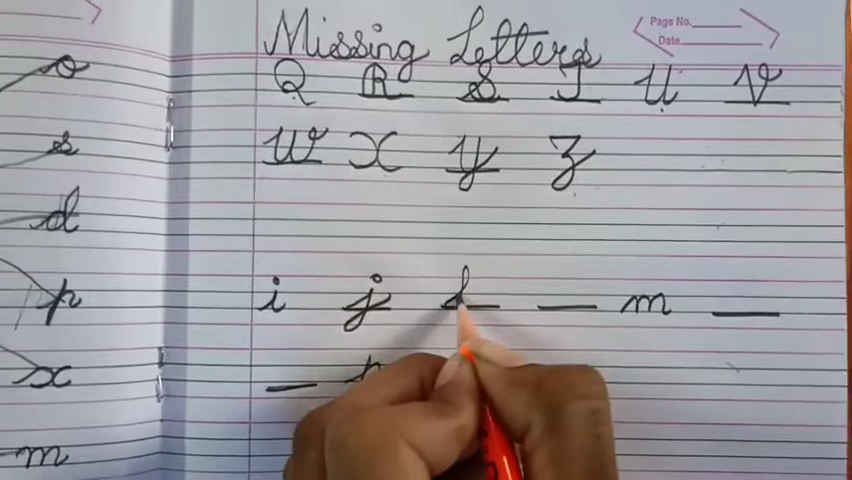 Page No.
Date
Missing Letters
Q R S T U V
W X Y Z
i j m
o
s
d
p
x
m